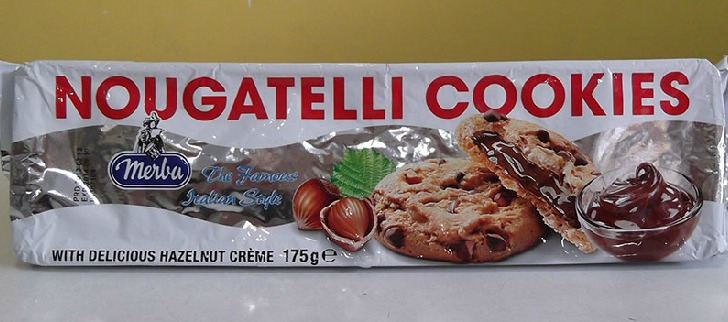 NOUGATELLI COOKIES
Merba
The Famous
Italian Style
WITH DELICIOUS HAZELNUT CRÈME 175g e